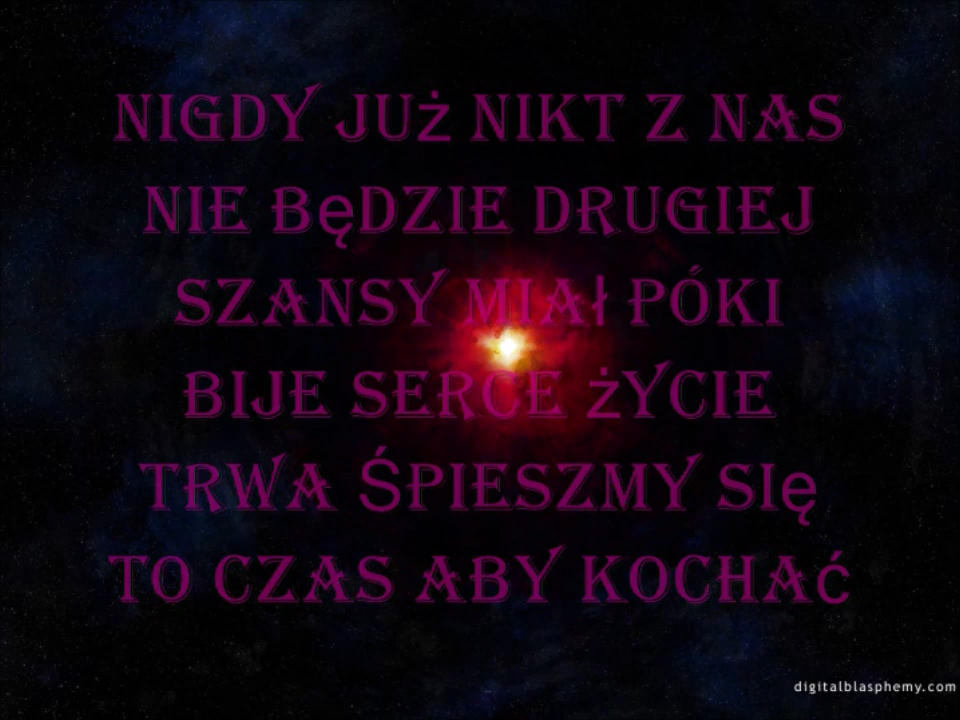 NIGDY JUż NIKT Z NAS
NIE BęDZIE DRUGIEJ
SZANSY MIAł PÓKI
BIJE SERCE żYCIE
TRWA ŚPIESZMY SIę
TO CZAS ABY KOCHAć
digitalblasphemy.com